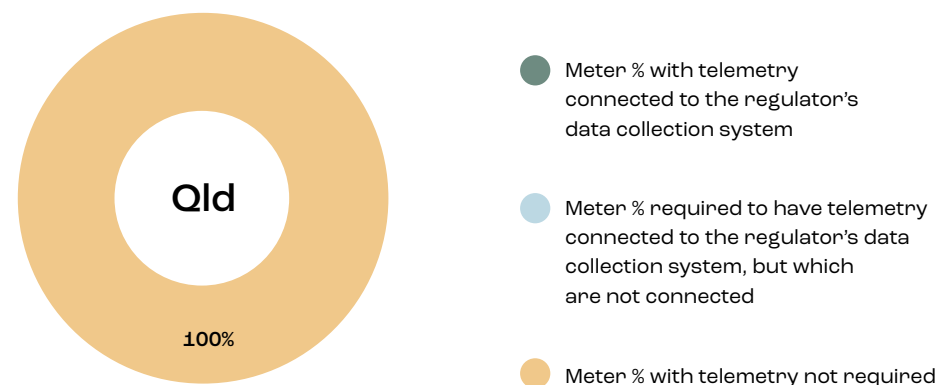 Qld
100%
Meter % with telemetry
connected to the regulator’s
data collection system
Meter % required to have telemetry
connected to the regulator’s data
collection system, but which
are not connected
Meter % with telemetry not required